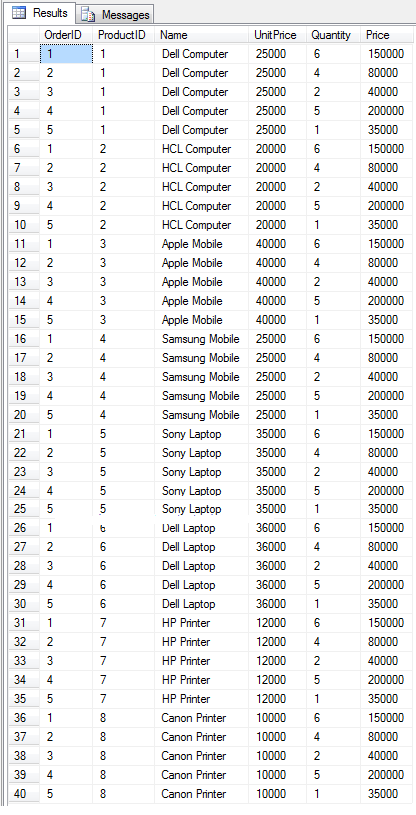 Results Messages
OrderID ProductID Name UnitPrice Quantity Price
1 1 1 Dell Computer 25000 6 150000
2 2 1 Dell Computer 25000 4 80000
3 3 1 Dell Computer 25000 2 40000
4 4 1 Dell Computer 25000 5 200000
5 5 1 Dell Computer 25000 1 35000
6 1 2 HCL Computer 20000 6 150000
7 2 2 HCL Computer 20000 4 80000
8 3 2 HCL Computer 20000 2 40000
9 4 2 HCL Computer 20000 5 200000
10 5 2 HCL Computer 20000 1 35000
11 1 3 Apple Mobile 40000 6 150000
12 2 3 Apple Mobile 40000 4 80000
13 3 3 Apple Mobile 40000 2 40000
14 4 3 Apple Mobile 40000 5 200000
15 5 3 Apple Mobile 40000 1 35000
16 1 4 Samsung Mobile 25000 6 150000
17 2 4 Samsung Mobile 25000 4 80000
18 3 4 Samsung Mobile 25000 2 40000
19 4 4 Samsung Mobile 25000 5 200000
20 5 4 Samsung Mobile 25000 1 35000
21 1 5 Sony Laptop 35000 6 150000
22 2 5 Sony Laptop 35000 4 80000
23 3 5 Sony Laptop 35000 2 40000
24 4 5 Sony Laptop 35000 5 200000
25 5 5 Sony Laptop 35000 1 35000
26 1 6 Dell Laptop 36000 6 150000
27 2 6 Dell Laptop 36000 4 80000
28 3 6 Dell Laptop 36000 2 40000
29 4 6 Dell Laptop 36000 5 200000
30 5 6 Dell Laptop 36000 1 35000
31 1 7 HP Printer 12000 6 150000
32 2 7 HP Printer 12000 4 80000
33 3 7 HP Printer 12000 2 40000
34 4 7 HP Printer 12000 5 200000
35 5 7 HP Printer 12000 1 35000
36 1 8 Canon Printer 10000 6 150000
37 2 8 Canon Printer 10000 4 80000
38 3 8 Canon Printer 10000 2 40000
39 4 8 Canon Printer 10000 5 200000
40 5 8 Canon Printer 10000 1 35000